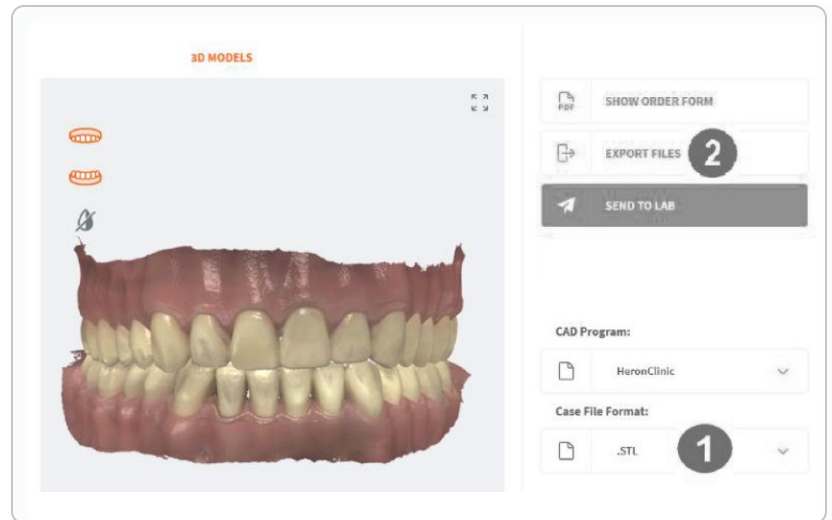 3D MODELS
PDF
SHOW ORDER FORM
EXPORT FILES
2
SEND TO LAB
CAD Program:
HeronClinic
Case File Format:
.STL
1